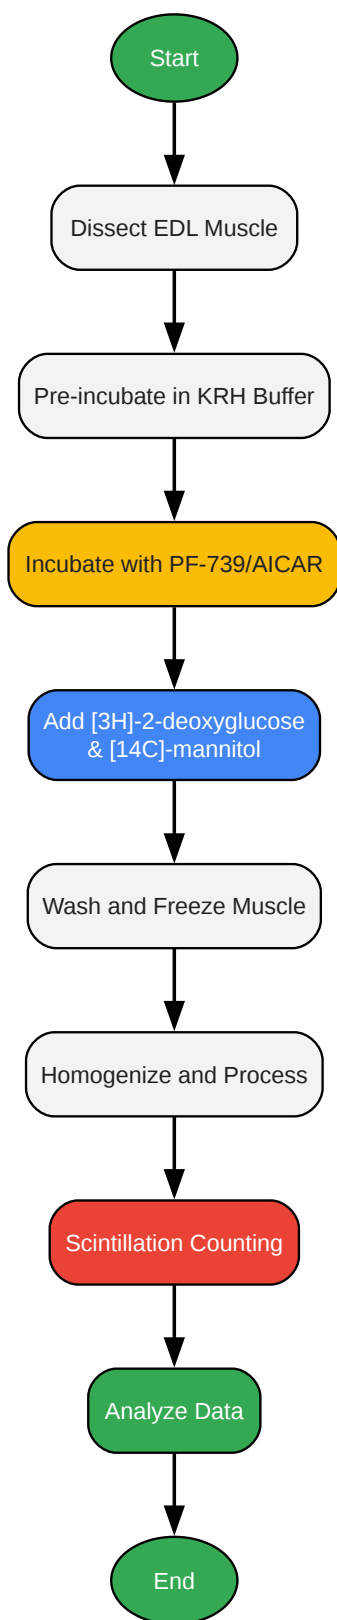 Start
Dissect EDL Muscle
Pre-incubate in KRH Buffer
Incubate with PF-739/AICAR
Add [3H]-2-deoxyglucose
& [14C]-mannitol
Wash and Freeze Muscle
Homogenize and Process
Scintillation Counting
Analyze Data
End